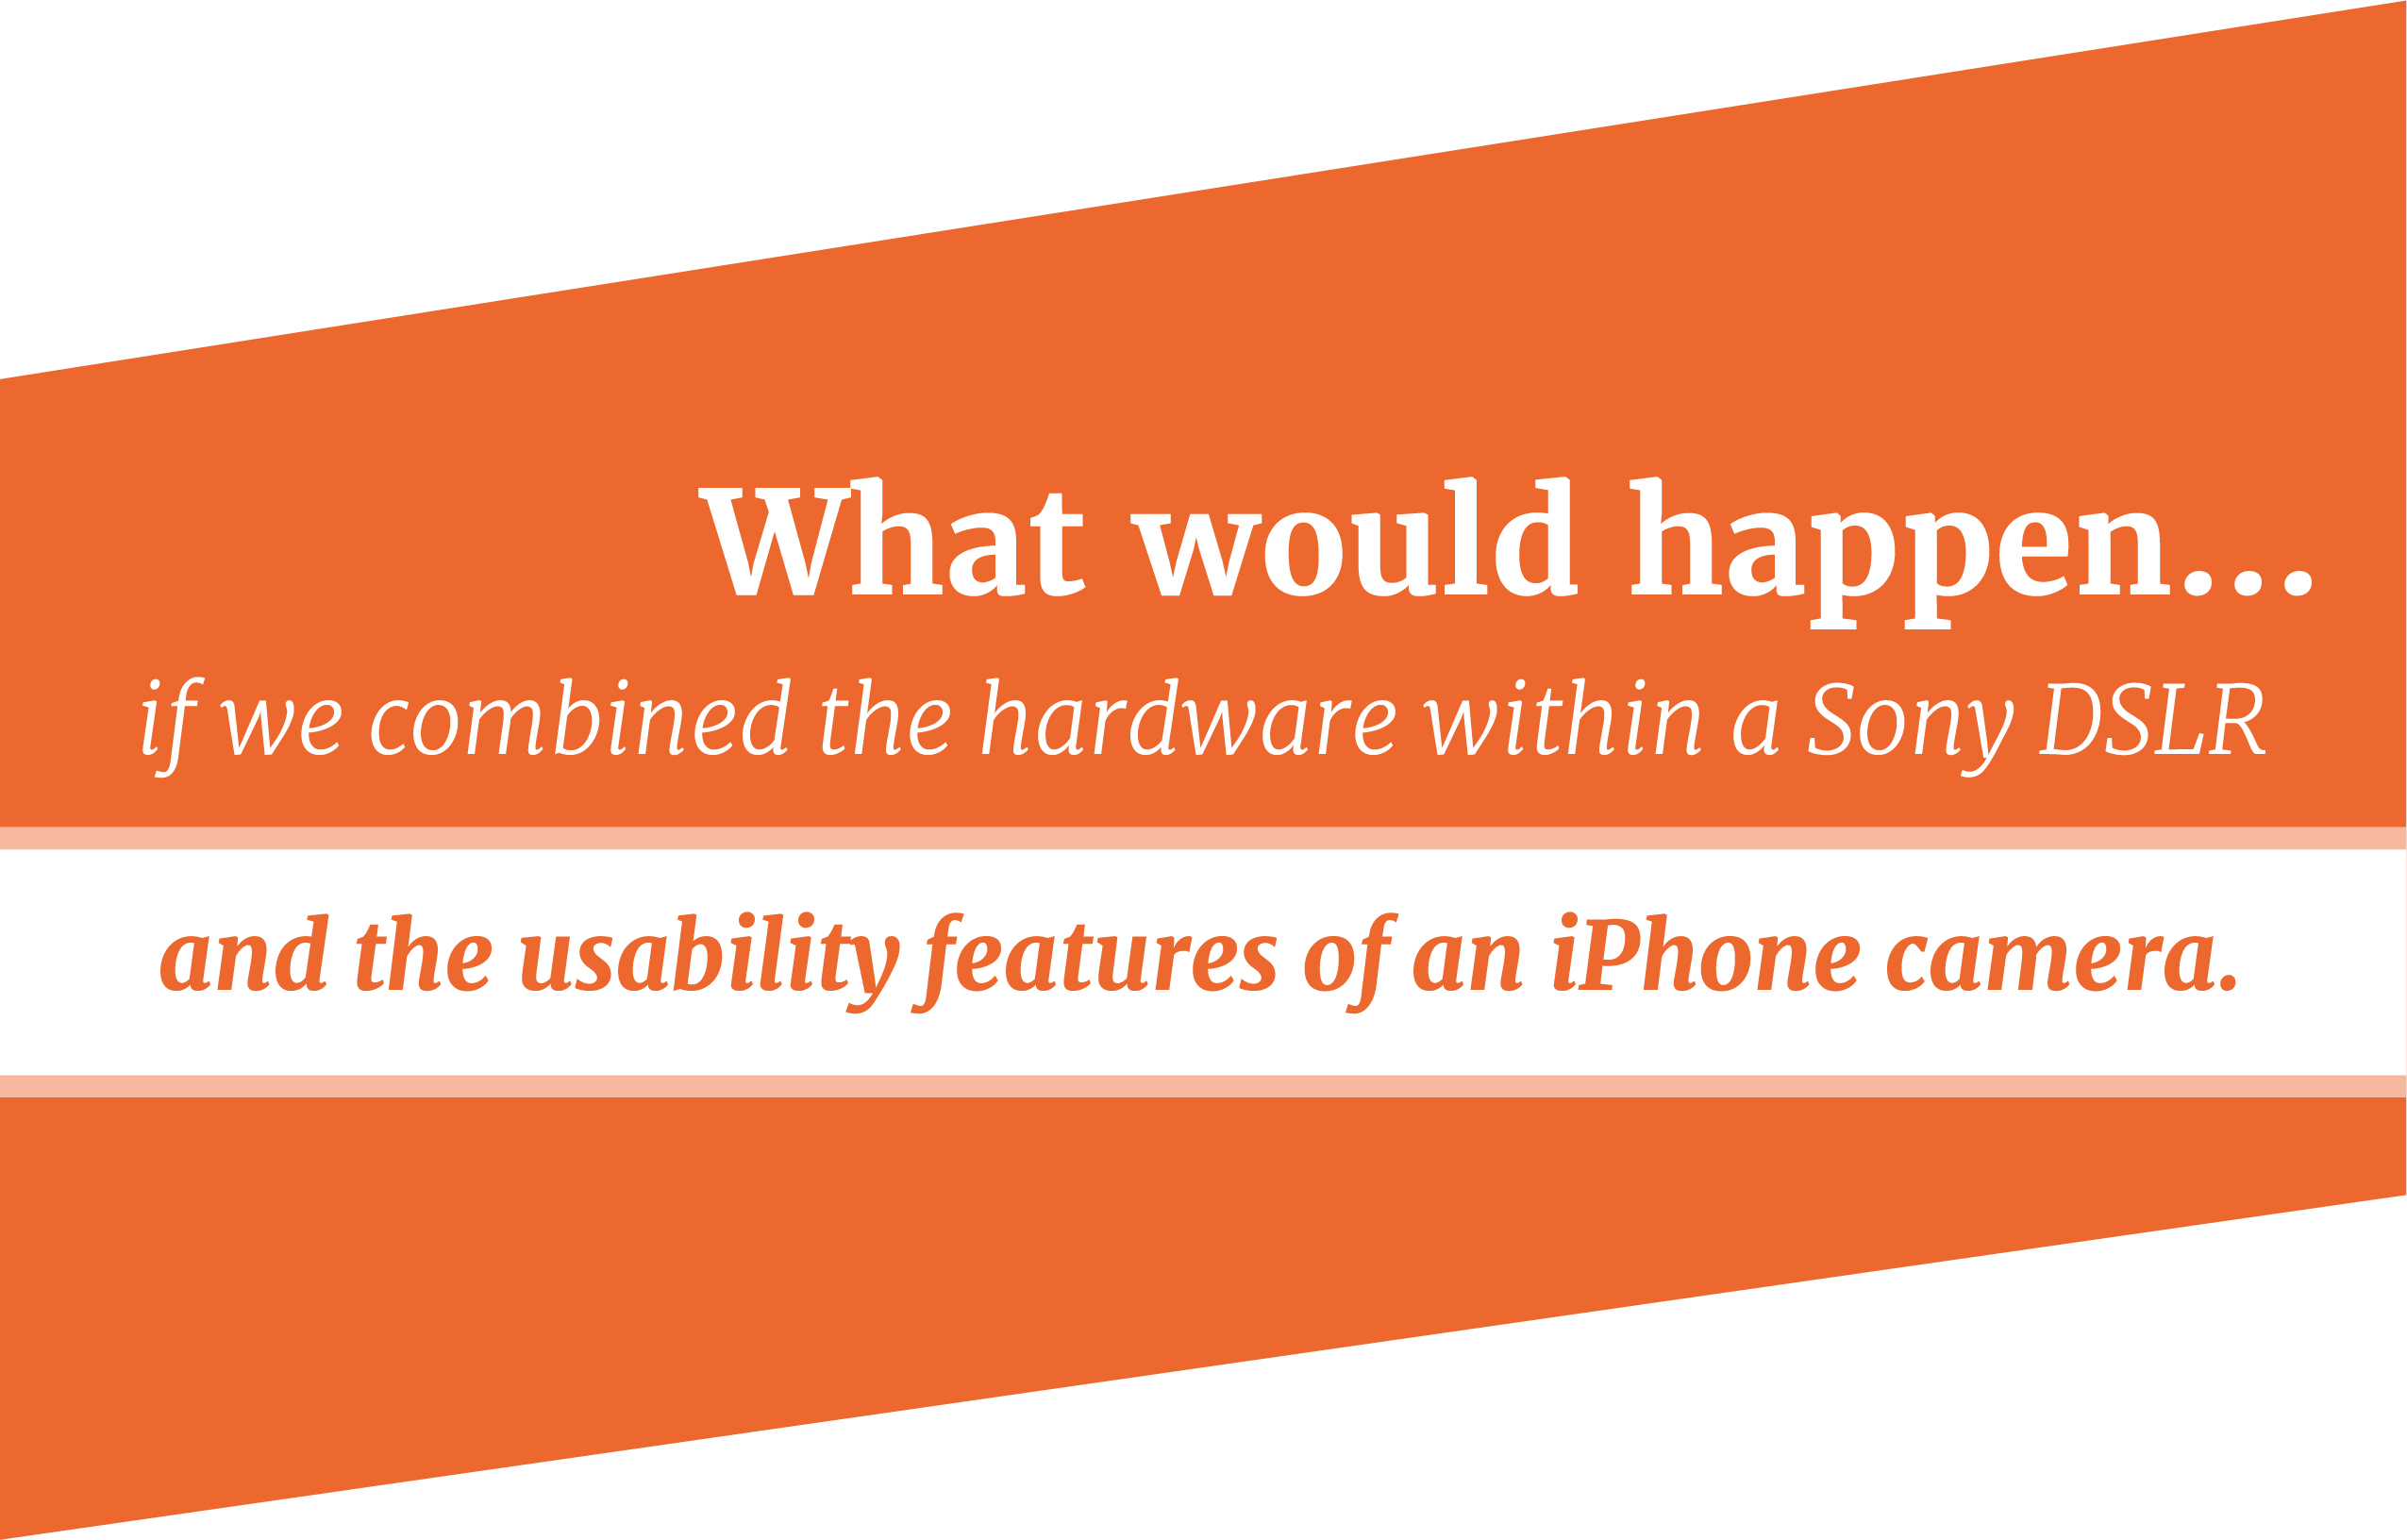 What would happen...
if we combined the hardware within a Sony DSLR
and the usability features of an iPhone camera.